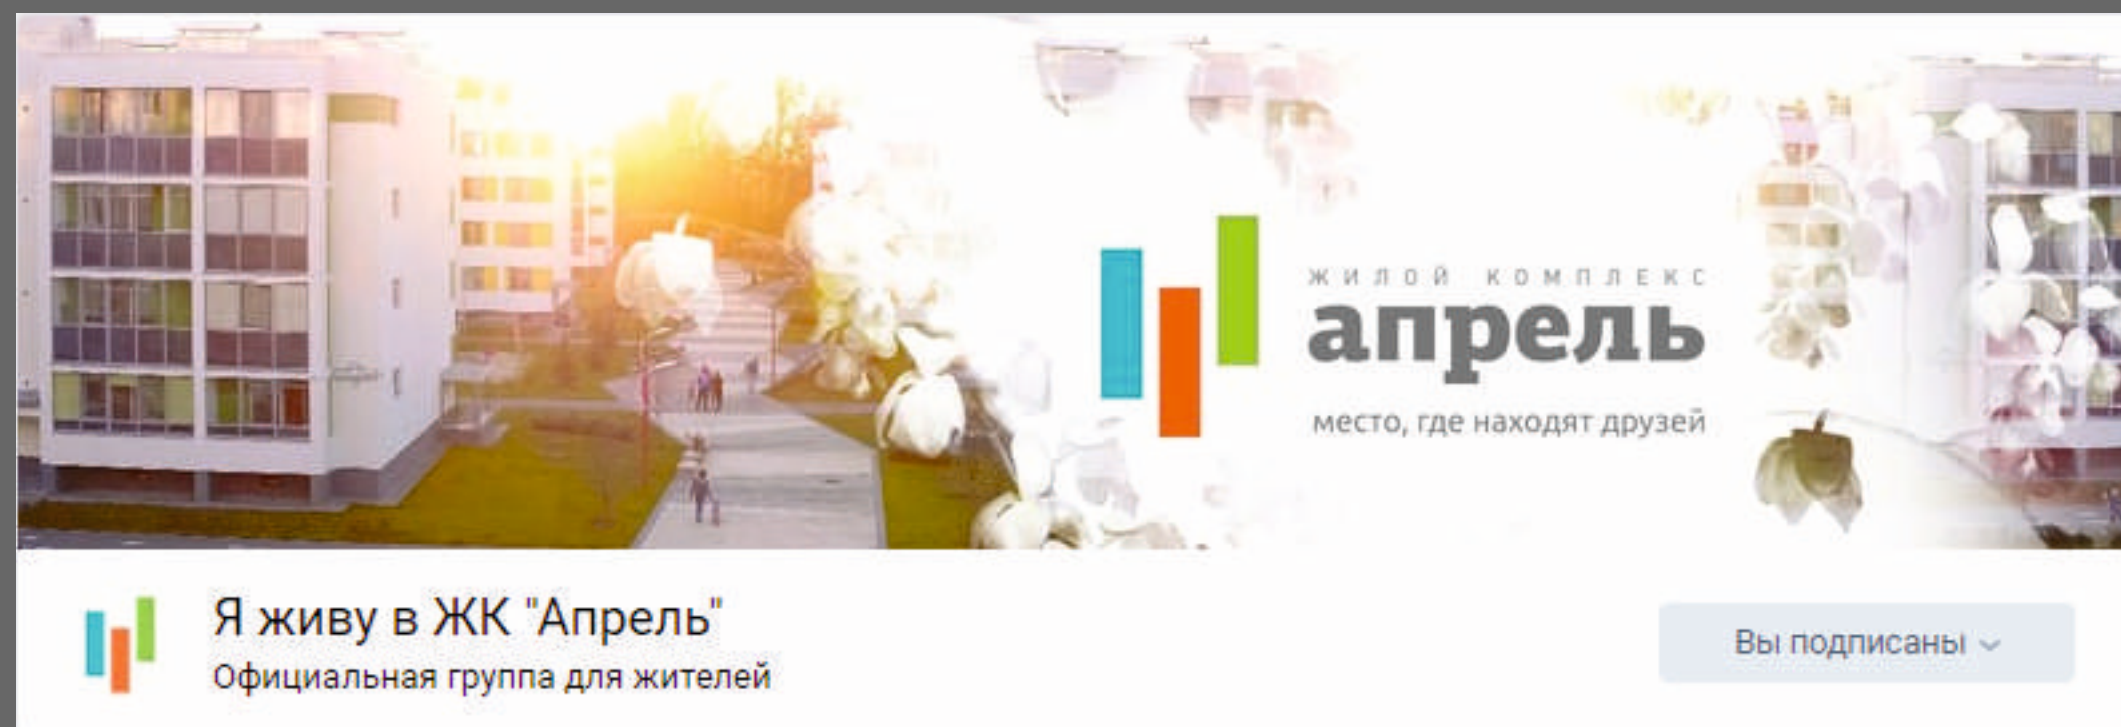 жилой комплекс
апрель
место, где находят друзей
Я живу в ЖК "Апрель"
Официальная группа для жителей
Вы подписаны